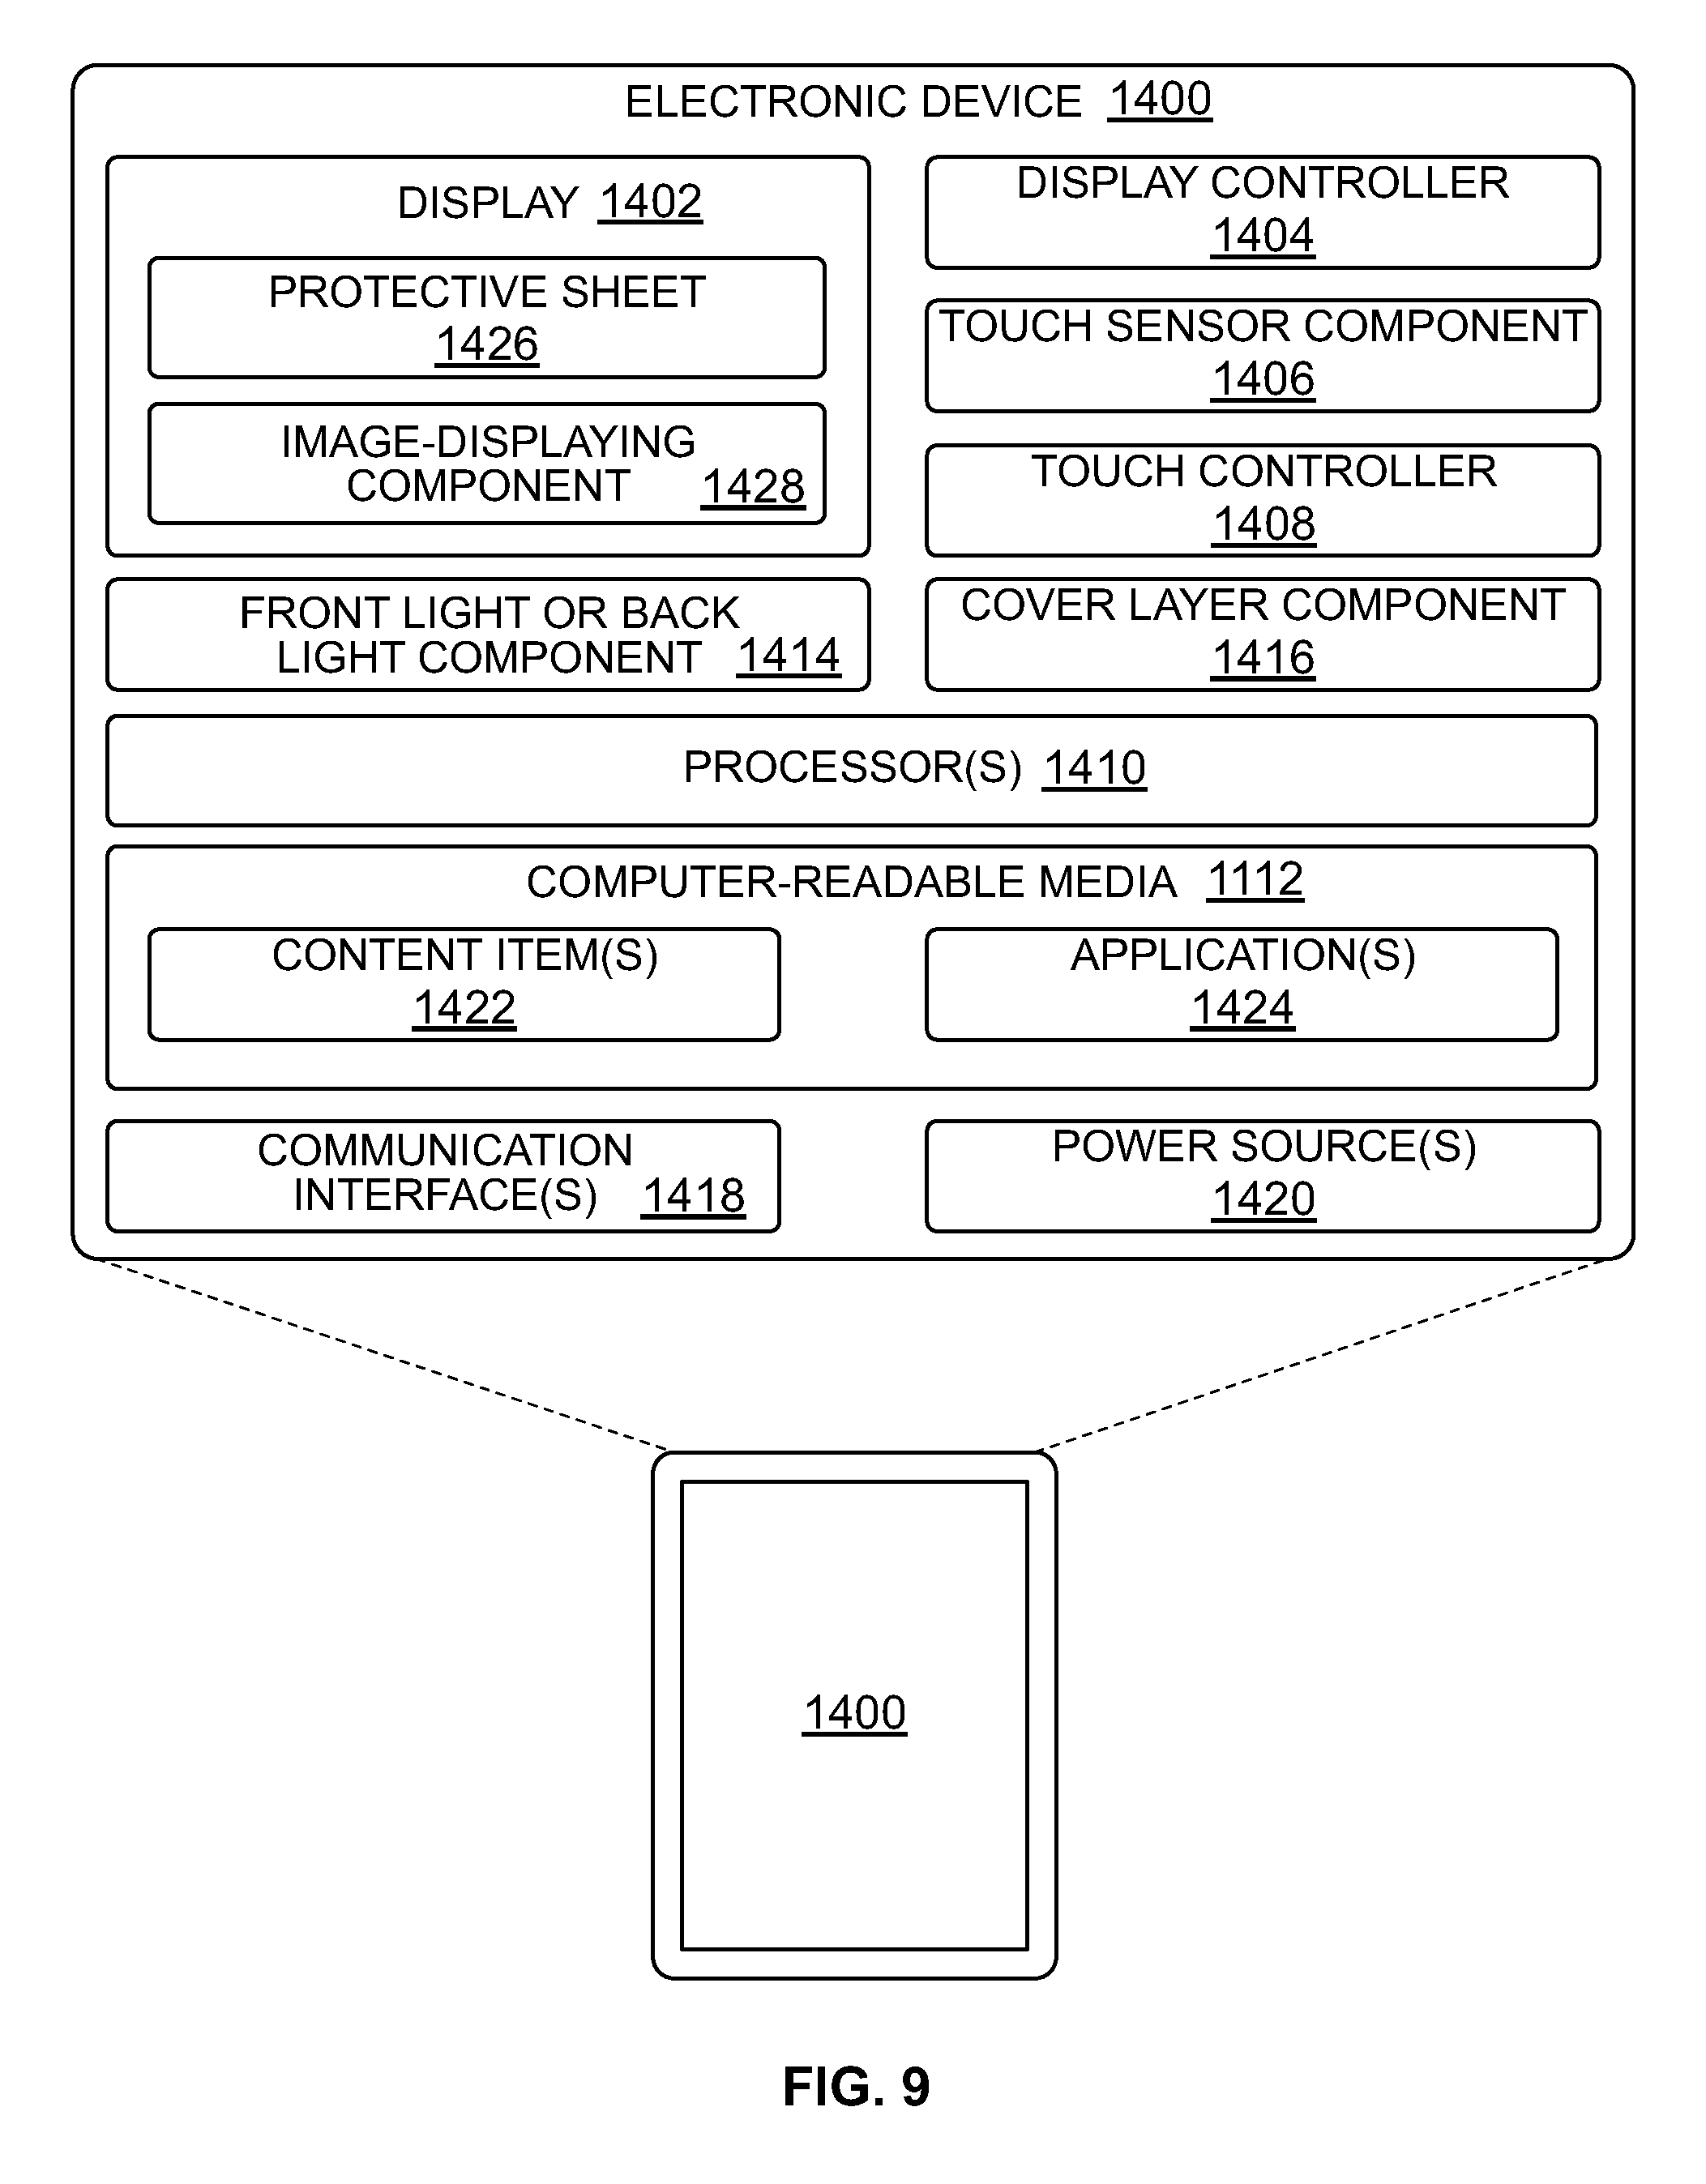 ELECTRONIC DEVICE 1400
DISPLAY 1402
PROTECTIVE SHEET
1426
IMAGE-DISPLAYING
COMPONENT 1428
DISPLAY CONTROLLER
1404
TOUCH SENSOR COMPONENT
1406
TOUCH CONTROLLER
1408
FRONT LIGHT OR BACK
LIGHT COMPONENT 1414
COVER LAYER COMPONENT
1416
PROCESSOR(S) 1410
COMPUTER-READABLE MEDIA 1112
CONTENT ITEM(S)
1422
APPLICATION(S)
1424
COMMUNICATION
INTERFACE(S) 1418
POWER SOURCE(S)
1420
1400
FIG. 9